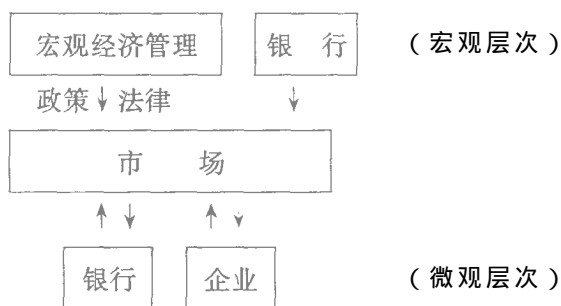 宏观经济管理 银 行 (宏观层次)
政策 法律
市 场
银行 企业 (微观层次)